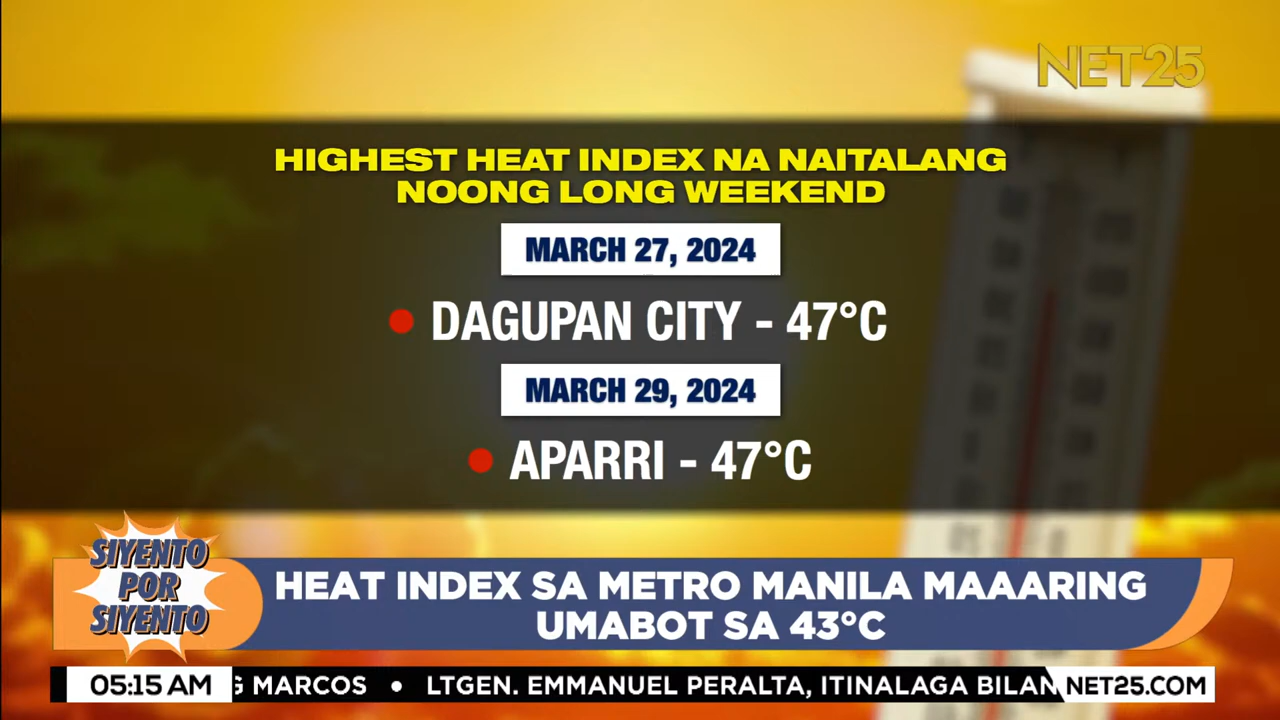 NET25
HIGHEST HEAT INDEX NA NAITALANG
NOONG LONG WEEKEND
MARCH 27, 2024
DAGUPAN CITY - 47°C
MARCH 29, 2024
APARRI - 47°C
SIYENTO
POR
SIYENTO
HEAT INDEX SA METRO MANILA MAAARING
UMABOT SA 43°C
05:15 AM
MARCOS • LTGEN. EMMANUEL PERALTA, ITINALAGA BILAN
NET25.COM